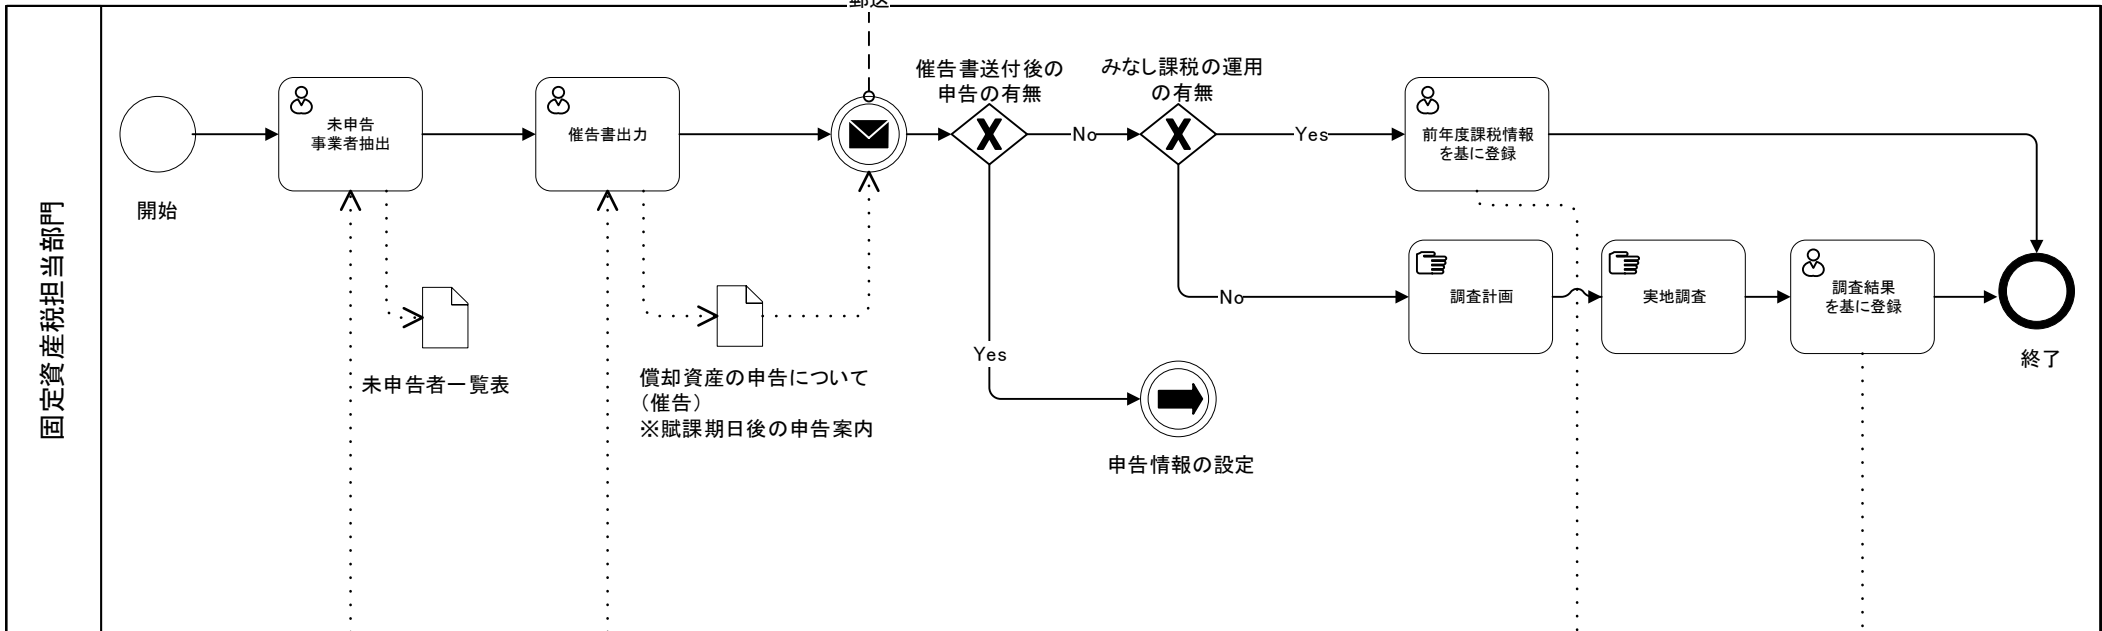 郵送
催告書送付後の
申告の有無
みなし課税の運用
の有無
未申告
事業者抽出
催告書出力
No
Yes
前年度課税情報
を基に登録
開始
固定資産税担当部門
No
調査計画
実地調査
調査結果
を基に登録
Yes
終了
未申告者一覧表
償却資産の申告について
（催告）
※賦課期日後の申告案内
申告情報の設定